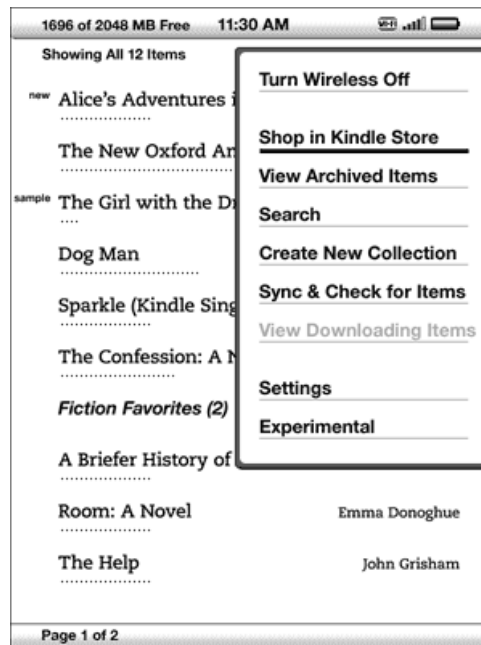 1696 of 2048 MB Free 11:30 AM
Showing All 12 Items
new Alice's Adventures i
The New Oxford An
sample The Girl with the Dr
Dog Man
Sparkle (Kindle Sing
The Confession: A N
Fiction Favorites (2)
A Briefer History of
Room: A Novel Emma Donoghue
The Help John Grisham
Page 1 of 2
Turn Wireless Off
Shop in Kindle Store
View Archived Items
Search
Create New Collection
Sync & Check for Items
View Downloading Items
Settings
Experimental